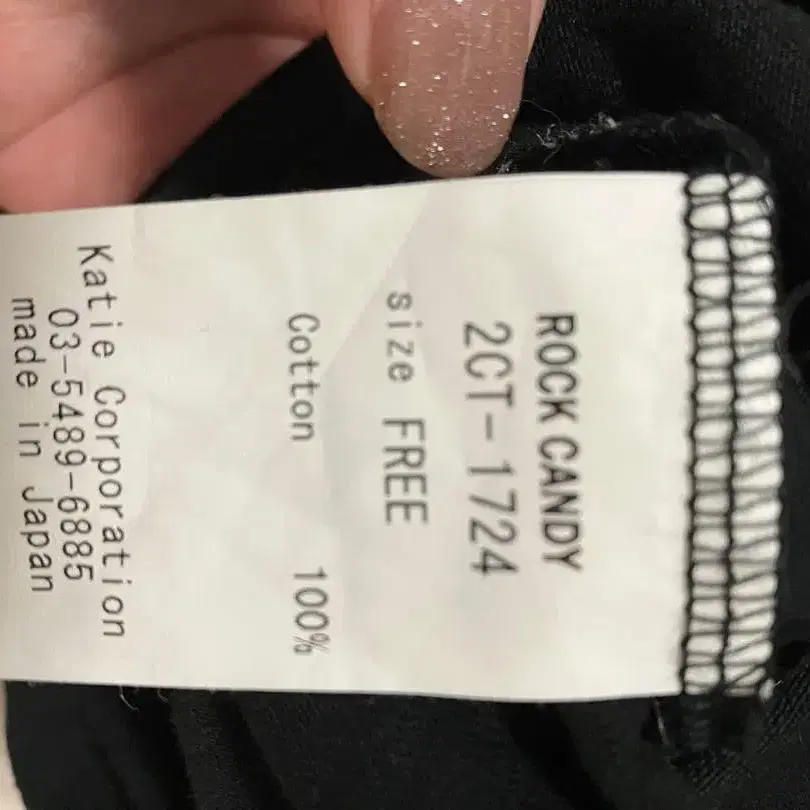 ROCK CANDY
2CT-1724
size FREE
Cotton 100%
Katie Corporation
03-5489-6885
made in Japan